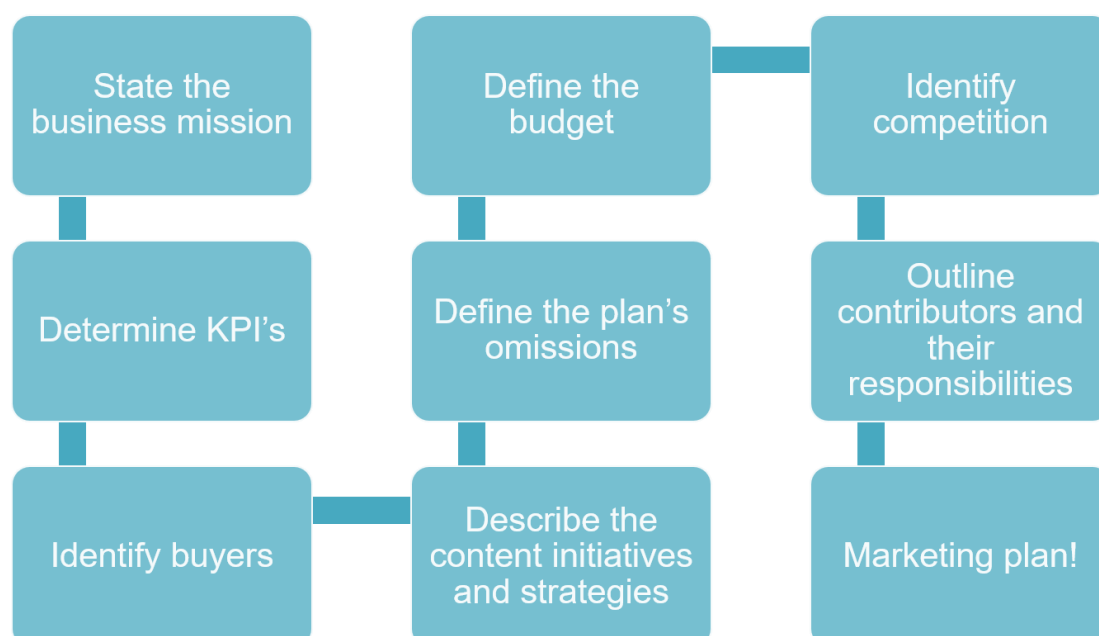 State the
business mission
Determine KPI's
Identify buyers
Describe the
content initiatives
and strategies
Define the plan's
omissions
Define the
budget
Identify
competition
Outline
contributors and
their
responsibilities
Marketing plan!